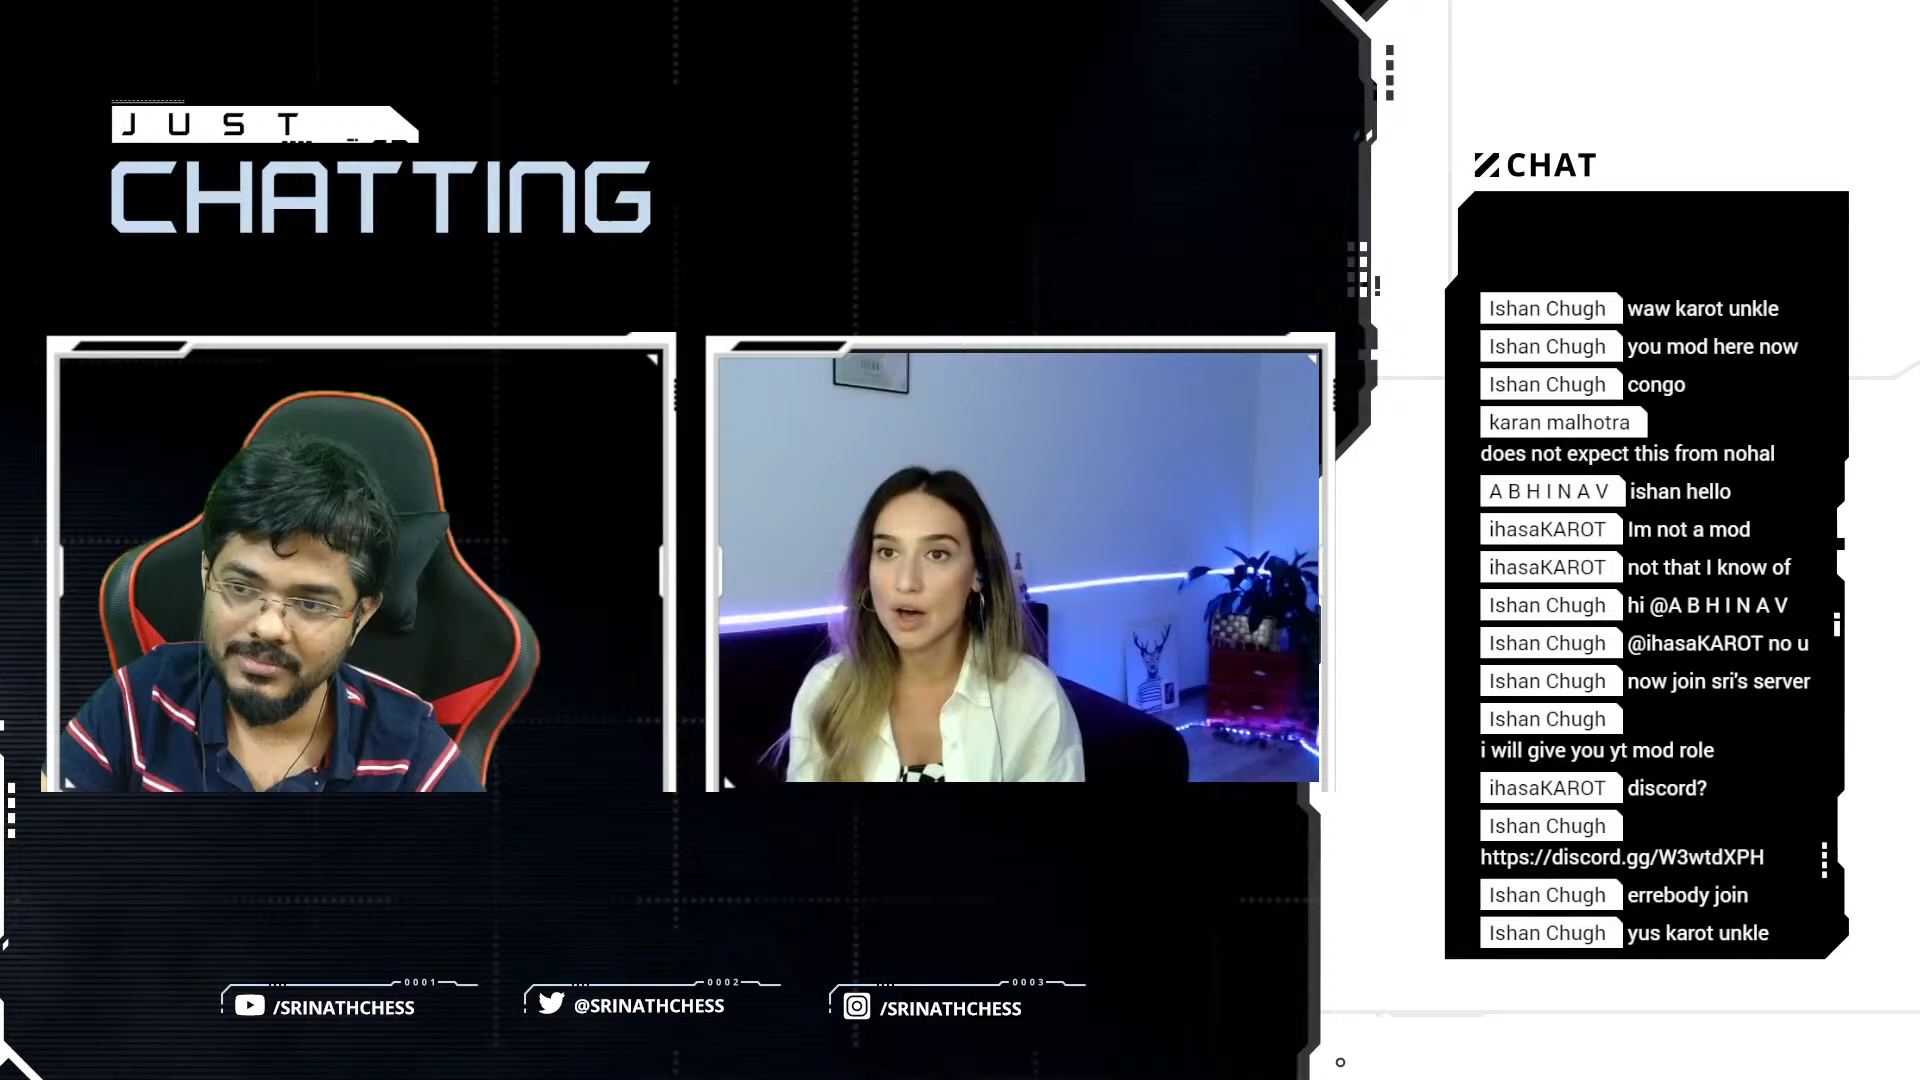 JUST
CHATTING
CHAT
Ishan Chugh waw karot unkle
Ishan Chugh you mod here now
Ishan Chugh congo
karan malhotra
does not expect this from nohal
A B H I N A V ishan hello
ihasaKAROT Im not a mod
ihasaKAROT not that I know of
Ishan Chugh hi @A B H I N A V
Ishan Chugh @ihasaKAROT no u
Ishan Chugh now join sri's server
Ishan Chugh
i will give you yt mod role
ihasaKAROT discord?
Ishan Chugh
https://discord.gg/W3wtdXPH
Ishan Chugh errebody join
Ishan Chugh yus karot unkle
0001
/SRINATHCHESS
0002
@SRINATHCHESS
0003
/SRINATHCHESS